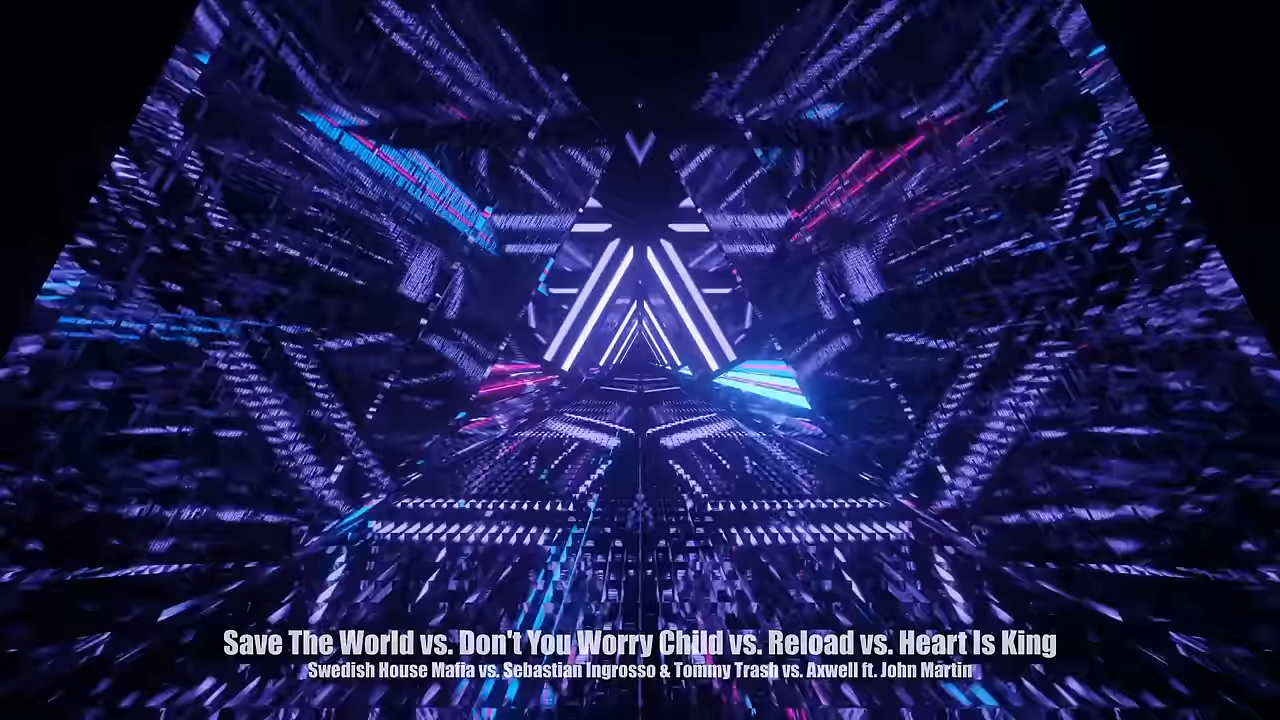 Save The World vs. Don't You Worry Child vs. Reload vs. Heart Is King
Swedish House Mafia vs. Sebastian Ingrosso & Tommy Trash vs. Axwell ft. John Martin